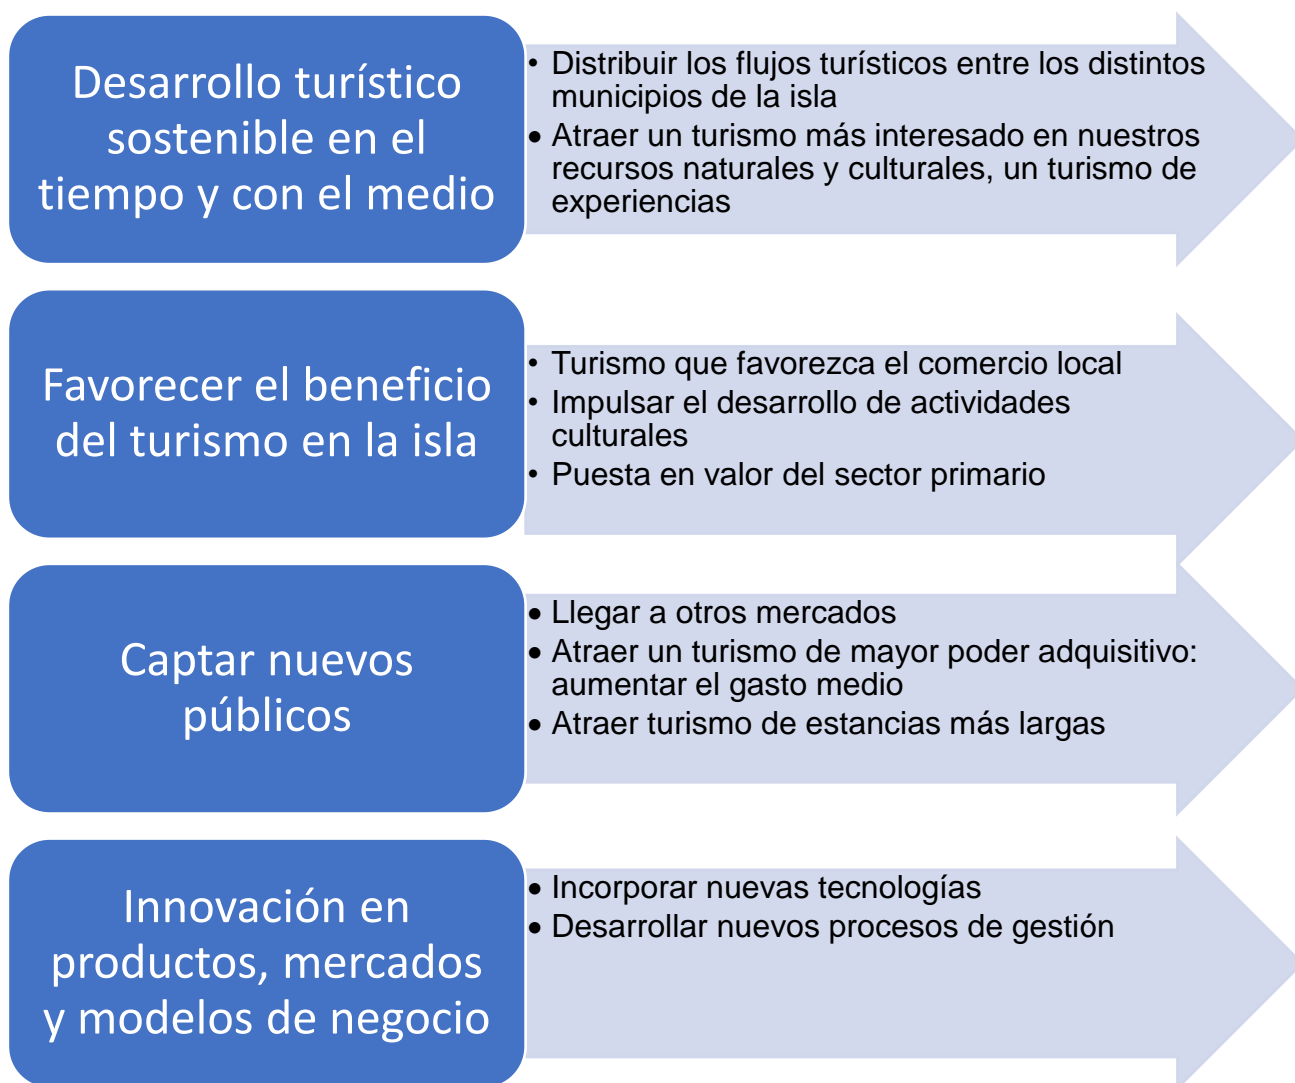 Desarrollo turístico
sostenible en el
tiempo y con el medio
• Distribuir los flujos turísticos entre los distintos
municipios de la isla
• Atraer un turismo más interesado en nuestros
recursos naturales y culturales, un turismo de
experiencias
Favorecer el beneficio
del turismo en la isla
• Turismo que favorezca el comercio local
• Impulsar el desarrollo de actividades
culturales
• Puesta en valor del sector primario
Captar nuevos
públicos
• Llegar a otros mercados
• Atraer un turismo de mayor poder adquisitivo:
aumentar el gasto medio
• Atraer turismo de estancias más largas
Innovación en
productos, mercados
y modelos de negocio
• Incorporar nuevas tecnologías
• Desarrollar nuevos procesos de gestión